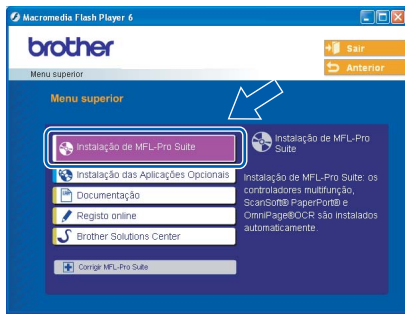 Macromedia Flash Player 6
brother
Sair
Anterior
Menu superior
Menu superior
Instalação de MFL-Pro Suite
Instalação das Aplicações Opcionais
Documentação
Registo online
Brother Solutions Center
Corrigir MFL-Pro Suite
Instalação de MFL-Pro
Suite
Instalação de MFL-Pro Suite: os
controladores multifunção,
ScanSoft® PaperPort® e
OmniPage®OCR são instalados
automaticamente.